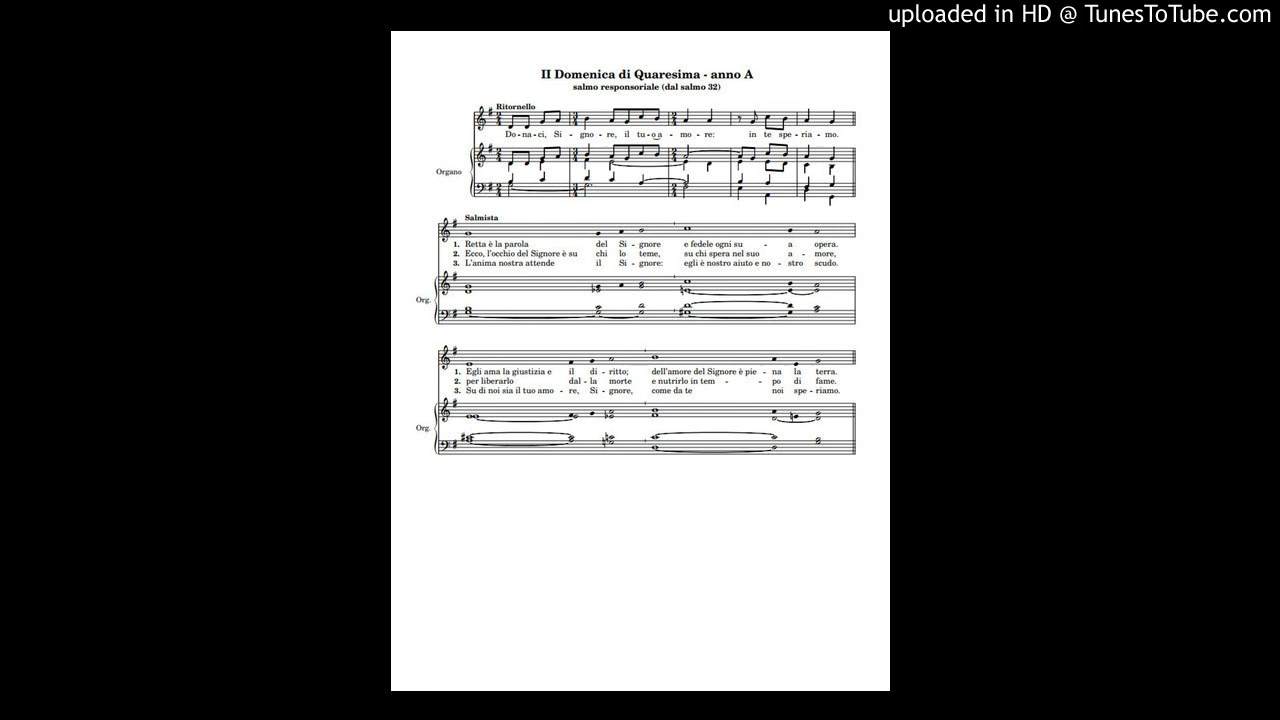 uploaded in HD @ TunesToTube.com
II Domenica di Quaresima - anno A
salmo responsoriale (dal salmo 32)
Ritornello
Do - na - ci, Si - gno - re, il tu - o a - mo - re: in te spe - ria - mo.
Organo
Salmista
1. Retta è la parola del Si - gnore e fedele ogni su - a opera.
2. Ecco, l'occhio del Signore è su chi lo teme, su chi spera nel suo a - more,
3. L'anima nostra attende il Si - gnore: egli è nostro aiuto e no - stro scudo.
Org.
1. Egli ama la giustizia e il di - ritto; dell'amore del Signore è pie - na la terra.
2. per liberarlo dal - la morte e nutrirlo in tem - - po di fame.
3. Su di noi sia il tuo amo - re, Si - gnore, come da te noi spe - riamo.
Org.